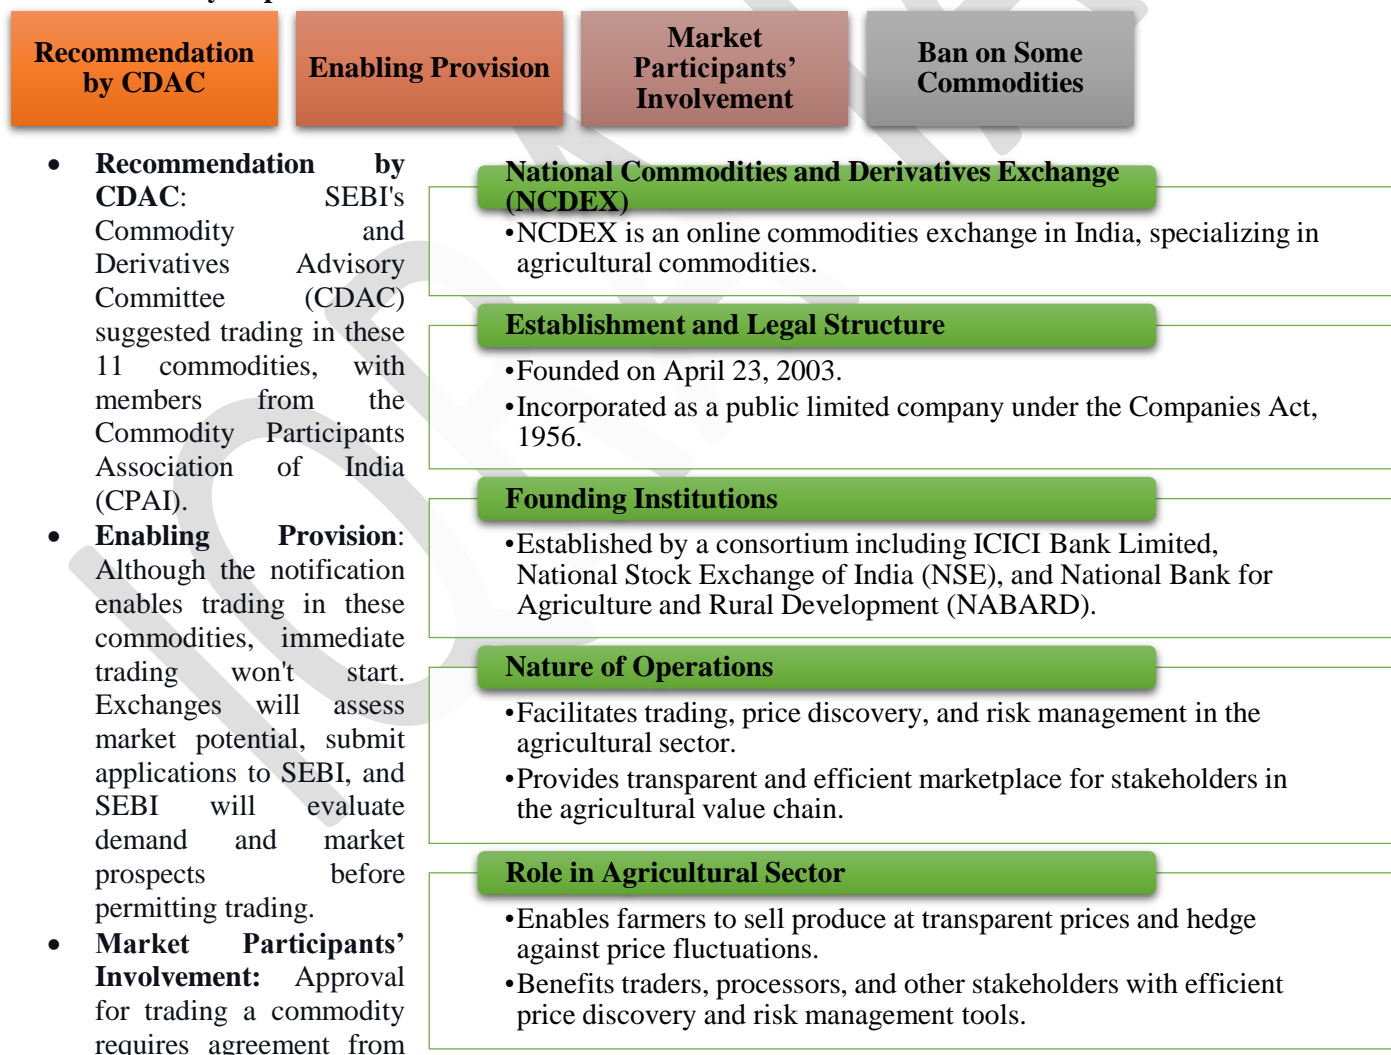 Recommendation
by CDAC
Enabling Provision
Market
Participants’
Involvement
Ban on Some
Commodities
• Recommendation by
CDAC: SEBI's
Commodity and
Derivatives Advisory
Committee (CDAC)
suggested trading in these
11 commodities, with
members from the
Commodity Participants
Association of India
(CPAI).
• Enabling Provision:
Although the notification
enables trading in these
commodities, immediate
trading won't start.
Exchanges will assess
market potential, submit
applications to SEBI, and
SEBI will evaluate
demand and market
prospects before
permitting trading.
• Market Participants’
Involvement: Approval
for trading a commodity
requires agreement from
National Commodities and Derivatives Exchange
(NCDEX)
•NCDEX is an online commodities exchange in India, specializing in
agricultural commodities.
Establishment and Legal Structure
•Founded on April 23, 2003.
•Incorporated as a public limited company under the Companies Act,
1956.
Founding Institutions
•Established by a consortium including ICICI Bank Limited,
National Stock Exchange of India (NSE), and National Bank for
Agriculture and Rural Development (NABARD).
Nature of Operations
•Facilitates trading, price discovery, and risk management in the
agricultural sector.
•Provides transparent and efficient marketplace for stakeholders in
the agricultural value chain.
Role in Agricultural Sector
•Enables farmers to sell produce at transparent prices and hedge
against price fluctuations.
•Benefits traders, processors, and other stakeholders with efficient
price discovery and risk management tools.